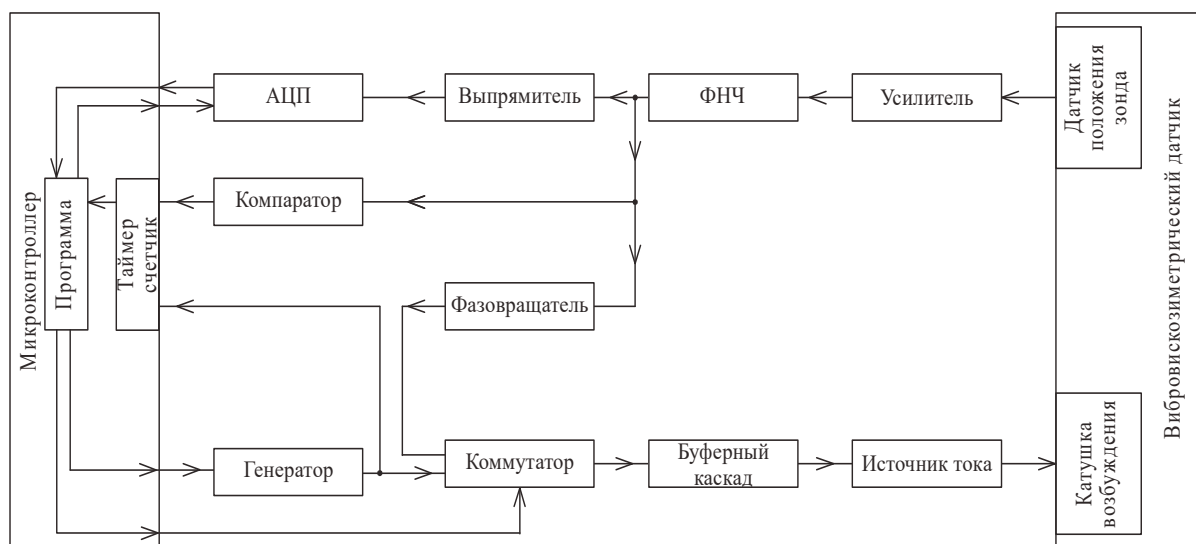 Микроконтроллер
Программа
Таймер
счетчик
АЦП
Выпрямитель
ФНЧ
Усилитель
Датчик
положения
зонда
Вибровискозиметрический датчик
Компаратор
Фазовращатель
Генератор
Коммутатор
Буферный
каскад
Источник тока
Катушка
возбуждения